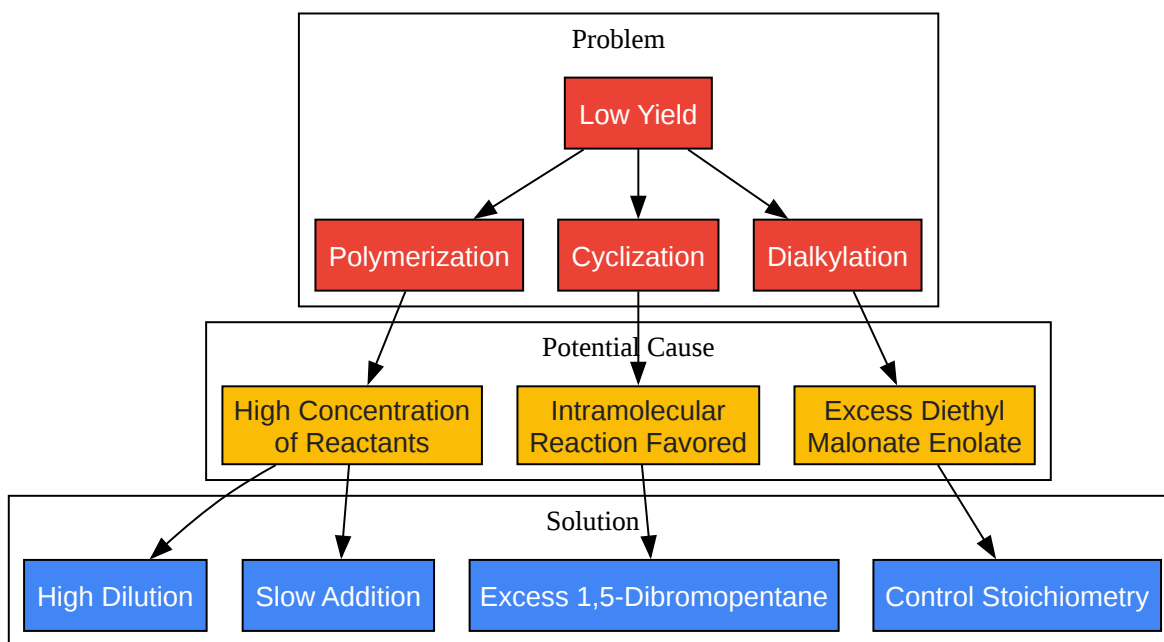 Problem
Low Yield
Polymerization
Cyclization
Dialkylation
Potential Cause
High Concentration
of Reactants
Intramolecular
Reaction Favored
Excess Diethyl
Malonate Enolate
Solution
High Dilution
Slow Addition
Excess 1,5-Dibromopentane
Control Stoichiometry